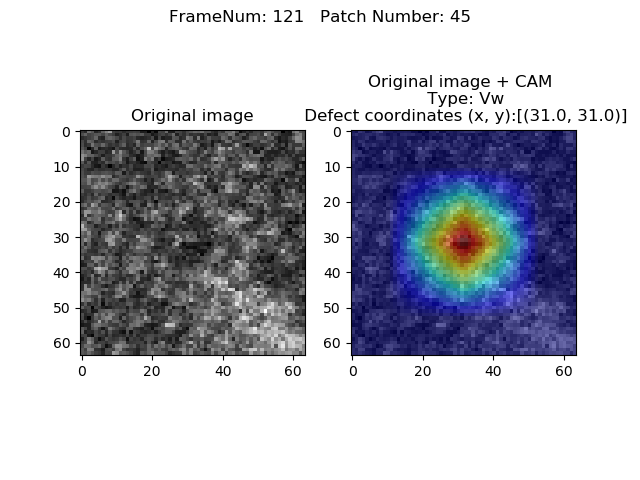 FrameNum: 121   Patch Number: 45
Original image
0
10
20
30
40
50
60
0 20 40 60
Original image + CAM
Type: Vw
Defect coordinates (x, y):[(31.0, 31.0)]
0
10
20
30
40
50
60
0 20 40 60